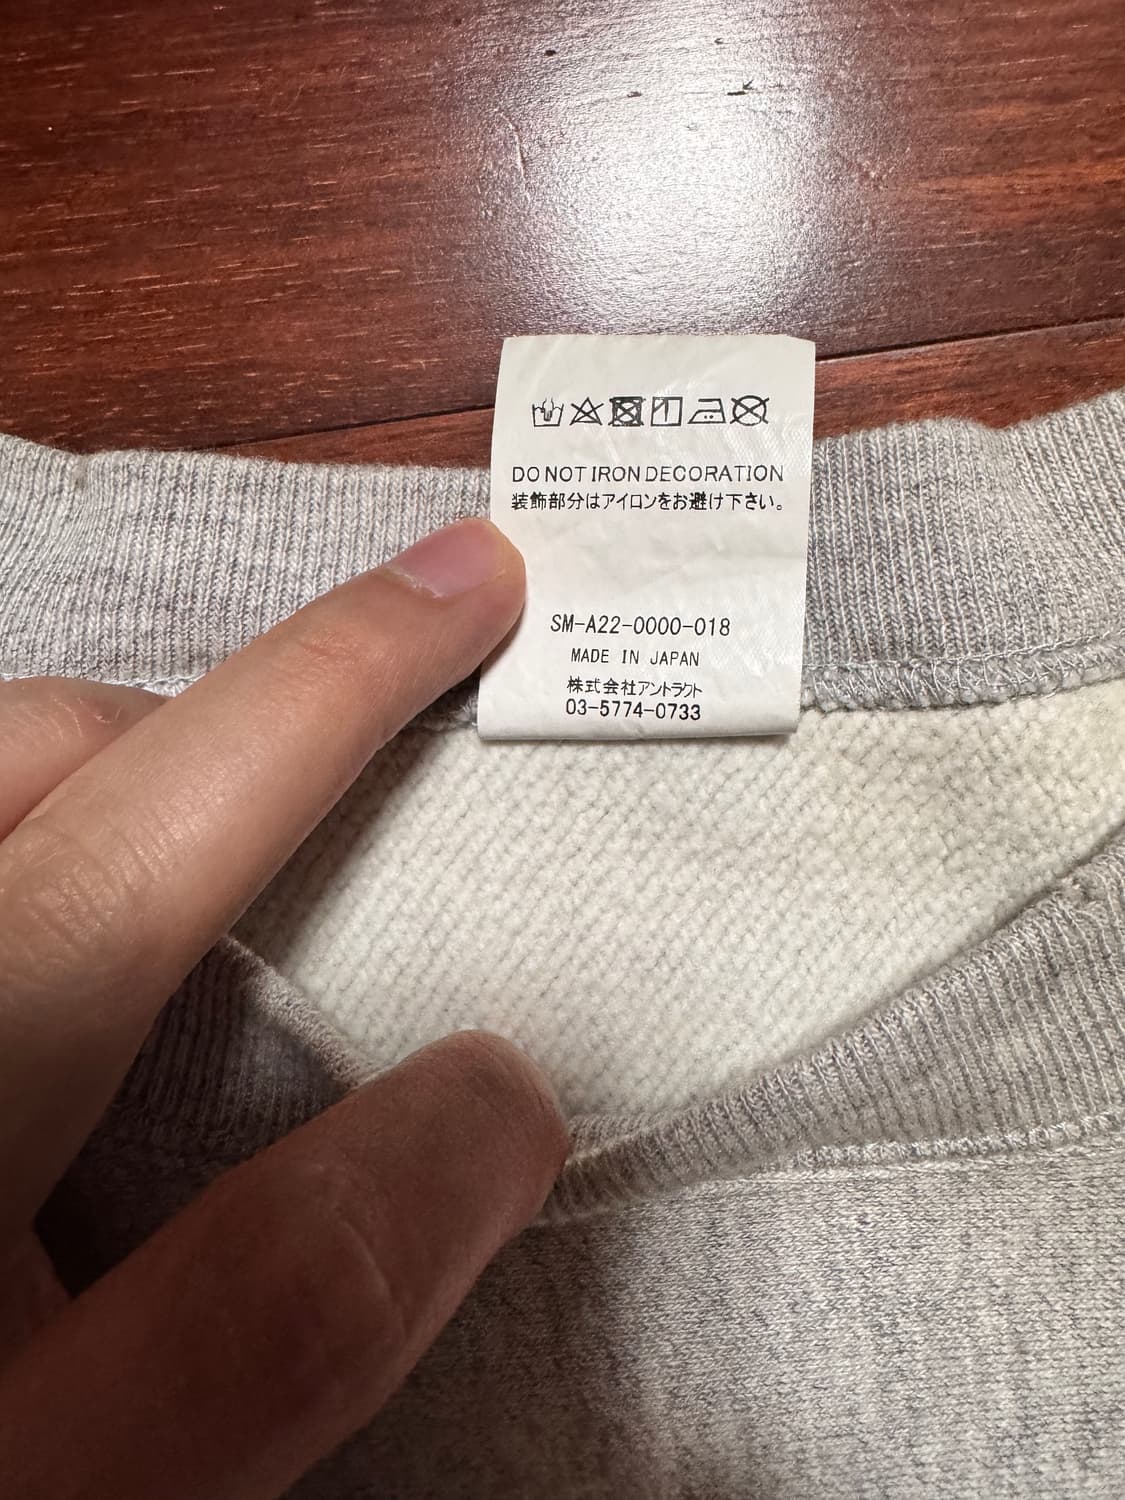 DO NOT IRON DECORATION
装飾部分はアイロンをお避け下さい。
SM-A22-0000-018
MADE IN JAPAN
株式会社アントラクト
03-5774-0733